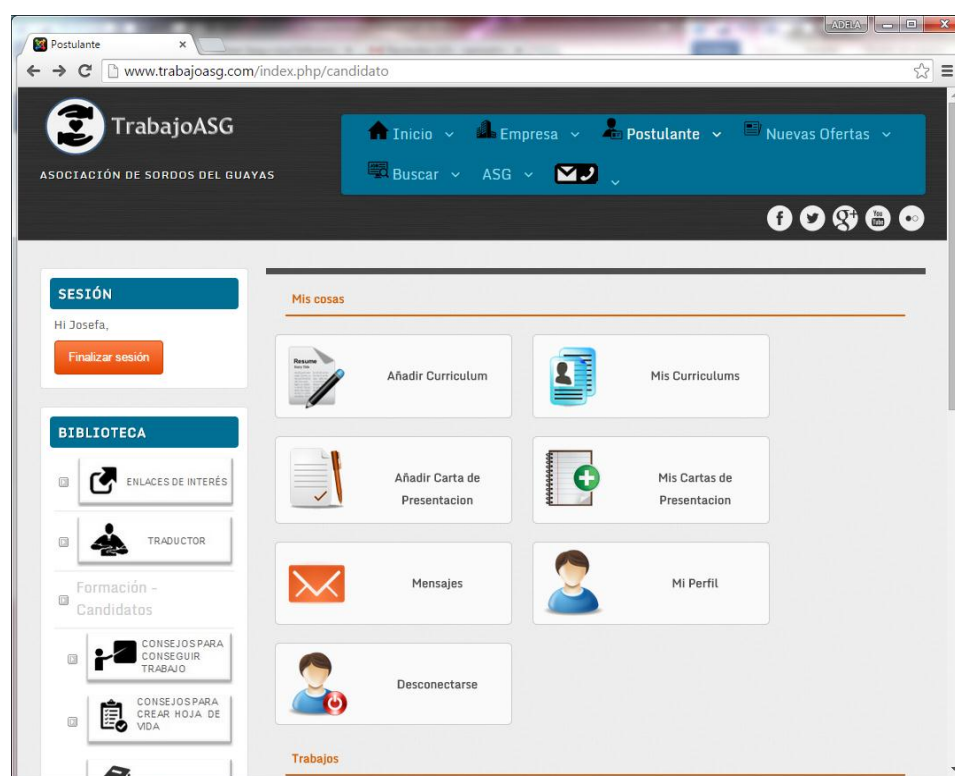 ADELA
Postulante
www.trabajoasg.com/index.php/candidato
TrabajoASG
ASOCIACIÓN DE SORDOS DEL GUAYAS
Inicio
Empresa
Postulante
Nuevas Ofertas
Buscar
ASG
You
Tube
SESIÓN
Hi Josefa,
Finalizar sesión
BIBLIOTECA
ENLACES DE INTERÉS
TRADUCTOR
Formación -
Candidatos
CONSEJOS PARA
CONSEGUIR
TRABAJO
CONSEJOS PARA
CREAR HOJA DE
VIDA
Mis cosas
Resume
Añadir Curriculum
Mis Curriculums
Añadir Carta de
Presentacion
Mis Cartas de
Presentacion
Mensajes
Mi Perfil
Desconectarse
Trabajos